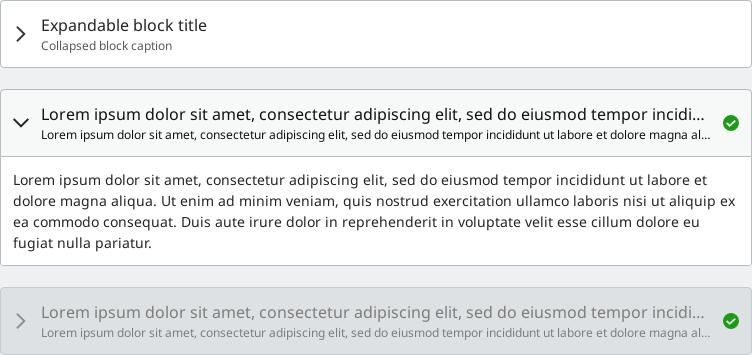 Expandable block title
Collapsed block caption
Lorem ipsum dolor sit amet, consectetur adipiscing elit, sed do eiusmod tempor incidi...
Lorem ipsum dolor sit amet, consectetur adipiscing elit, sed do eiusmod tempor incididunt ut labore et dolore magna al...
Lorem ipsum dolor sit amet, consectetur adipiscing elit, sed do eiusmod tempor incididunt ut labore et
dolore magna aliqua. Ut enim ad minim veniam, quis nostrud exercitation ullamco laboris nisi ut aliquip ex
ea commodo consequat. Duis aute irure dolor in reprehenderit in voluptate velit esse cillum dolore eu
fugiat nulla pariatur.
Lorem ipsum dolor sit amet, consectetur adipiscing elit, sed do eiusmod tempor incidi...
Lorem ipsum dolor sit amet, consectetur adipiscing elit, sed do eiusmod tempor incididunt ut labore et dolore magna al...